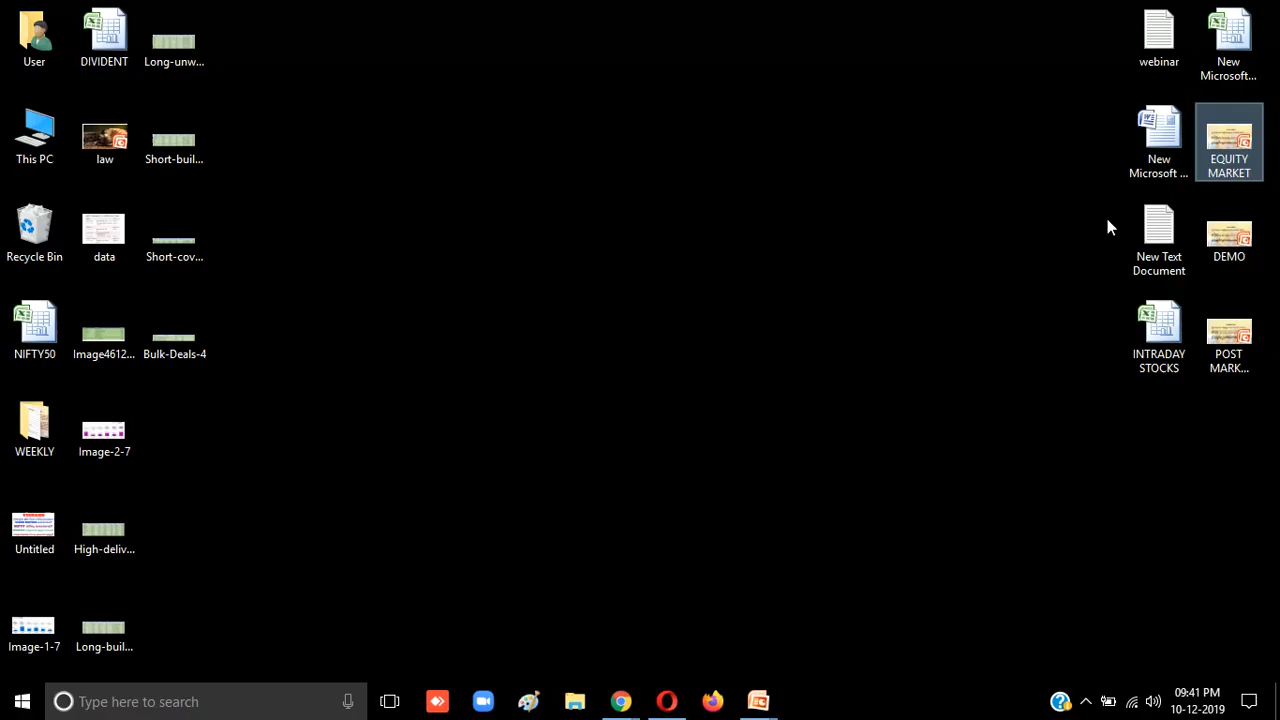 User
DIVIDENT
Long-unw...
webinar
New
Microsoft...
This PC
law
Short-buil...
New
Microsoft ...
EQUITY
MARKET
Recycle Bin
data
Short-cov...
New Text
Document
DEMO
NIFTY50
Image4612...
Bulk-Deals-4
INTRADAY
STOCKS
POST
MARK...
WEEKLY
Image-2-7
Untitled
High-deliv...
Image-1-7
Long-buil...
Type here to search
09:41 PM
10-12-2019